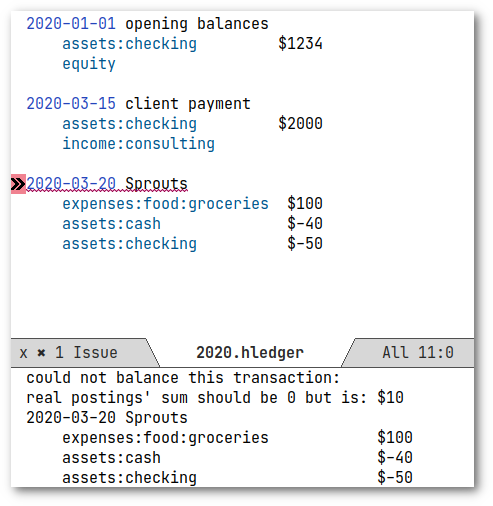 2020-01-01 opening balances
    assets:checking         $1234
    equity
2020-03-15 client payment
    assets:checking         $2000
    income:consulting
2020-03-20 Sprouts
    expenses:food:groceries  $100
    assets:cash              $-40
    assets:checking          $-50
x ✖ 1 Issue    2020.hledger    All 11:0
could not balance this transaction:
real postings' sum should be 0 but is: $10
2020-03-20 Sprouts
    expenses:food:groceries            $100
    assets:cash                        $-40
    assets:checking                    $-50